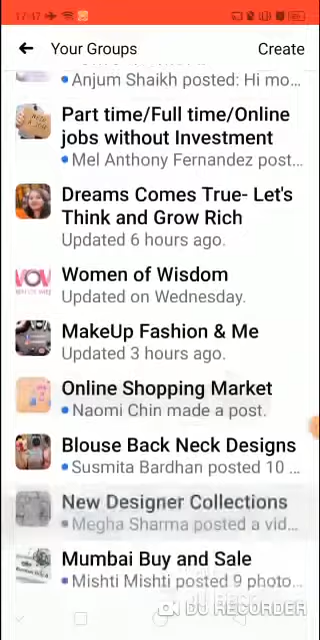 17:47
Your Groups
Create
Anjum Shaikh posted: Hi mo...
Part time/Full time/Online
jobs without Investment
Mel Anthony Fernandez post...
Dreams Comes True- Let's
Think and Grow Rich
Updated 6 hours ago.
Women of Wisdom
Updated on Wednesday.
MakeUp Fashion & Me
Updated 3 hours ago.
Online Shopping Market
Naomi Chin made a post.
Blouse Back Neck Designs
Susmita Bardhan posted 10 ...
New Designer Collections
Megha Sharma posted a vid...
Mumbai Buy and Sale
Mishti Mishti posted 9 photo...
DU RECORDER